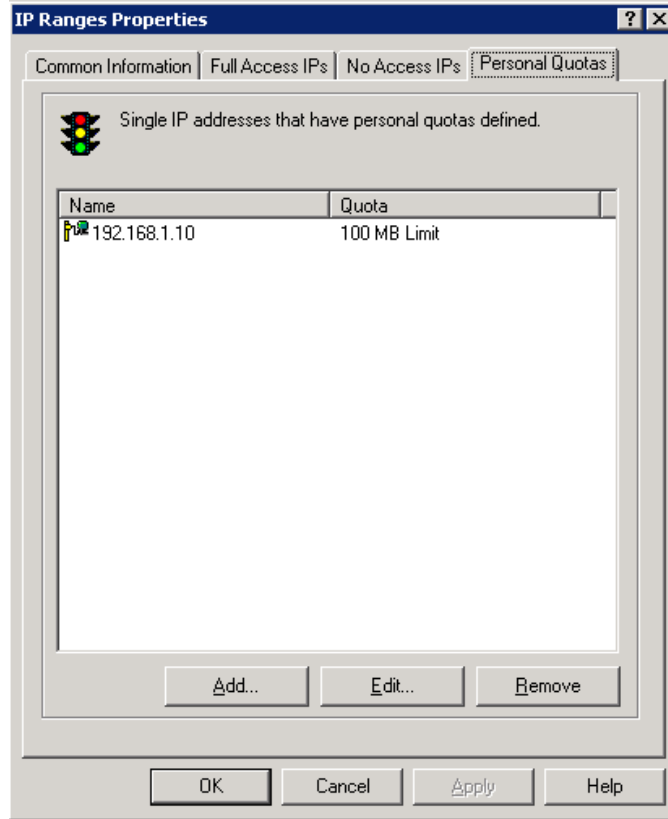 IP Ranges Properties
Common Information Full Access IPs No Access IPs Personal Quotas
Single IP addresses that have personal quotas defined.
Name Quota
192.168.1.10 100 MB Limit
Add... Edit... Remove
OK Cancel Apply Help